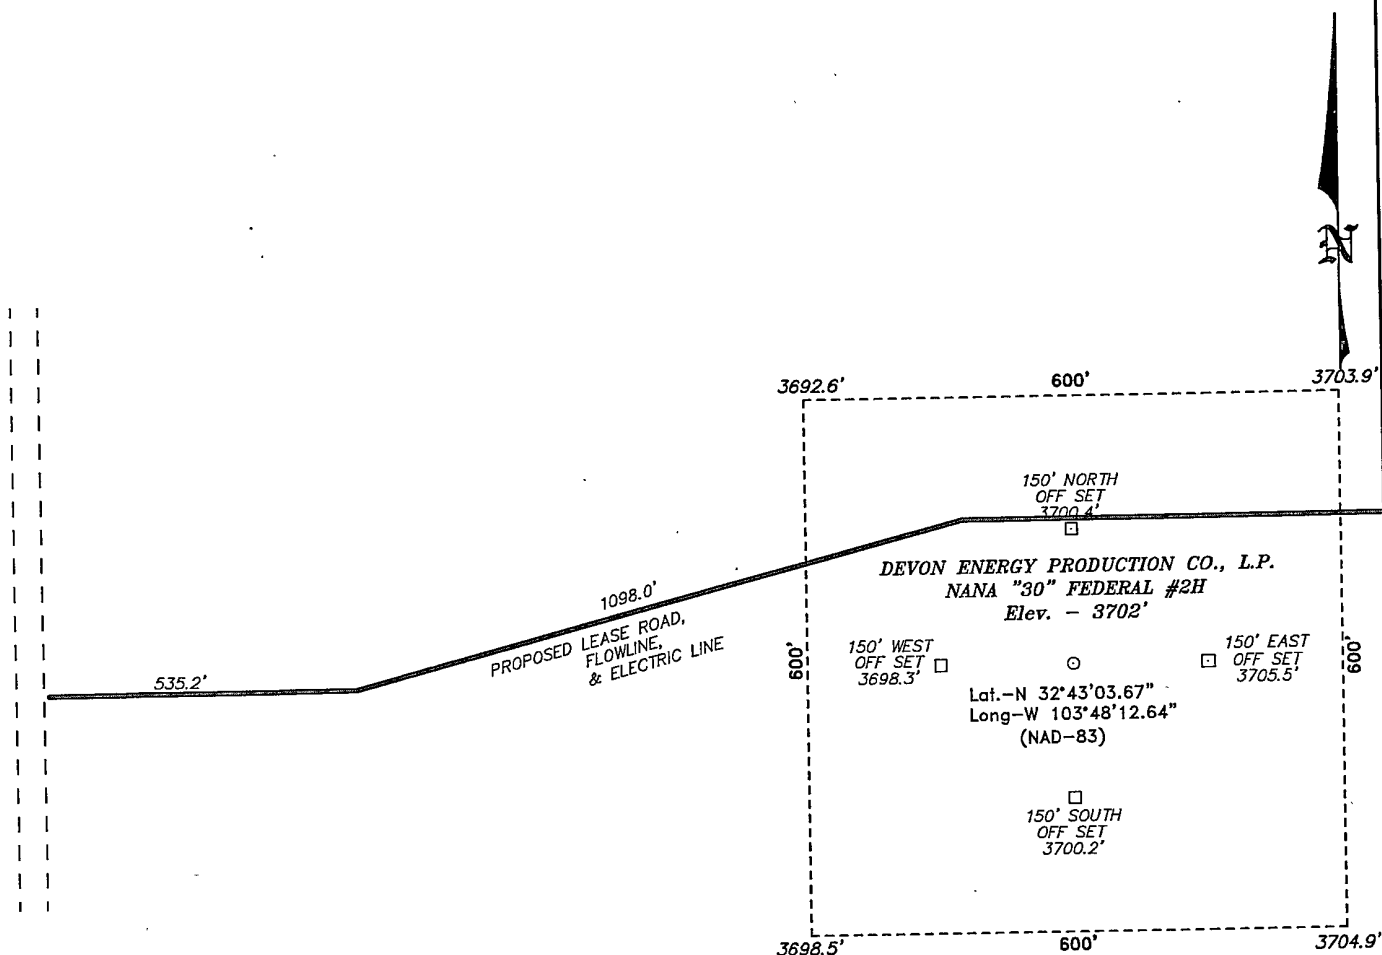 N
3692.6'
600'
3703.9'
150' NORTH
OFF SET
3700.4'
DEVON ENERGY PRODUCTION CO., L.P.
NANA "30" FEDERAL #2H
Elev. - 3702'
1098.0'
PROPOSED LEASE ROAD,
FLOWLINE,
& ELECTRIC LINE
535.2'
600'
150' WEST
OFF SET
3698.3'
150' EAST
OFF SET
3705.5'
600'
Lat.-N 32°43'03.67"
Long-W 103°48'12.64"
(NAD-83)
150' SOUTH
OFF SET
3700.2'
3698.5'
600'
3704.9'